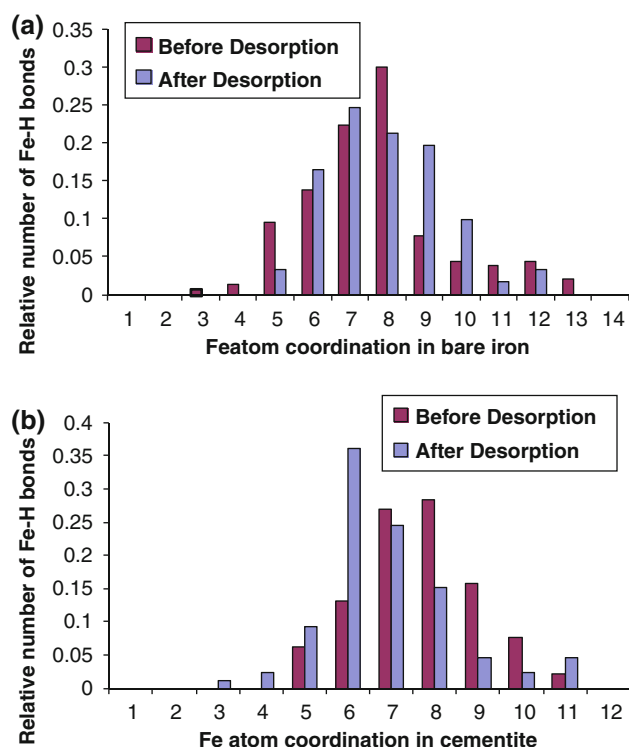 (a)
Before Desorption
After Desorption
Relative number of Fe-H bonds
0.35
0.3
0.25
0.2
0.15
0.1
0.05
0
1 2 3 4 5 6 7 8 9 10 11 12 13 14
Featom coordination in bare iron
(b)
Before Desorption
After Desorption
Relative number of Fe-H bonds
0.4
0.35
0.3
0.25
0.2
0.15
0.1
0.05
0
1 2 3 4 5 6 7 8 9 10 11 12
Fe atom coordination in cementite